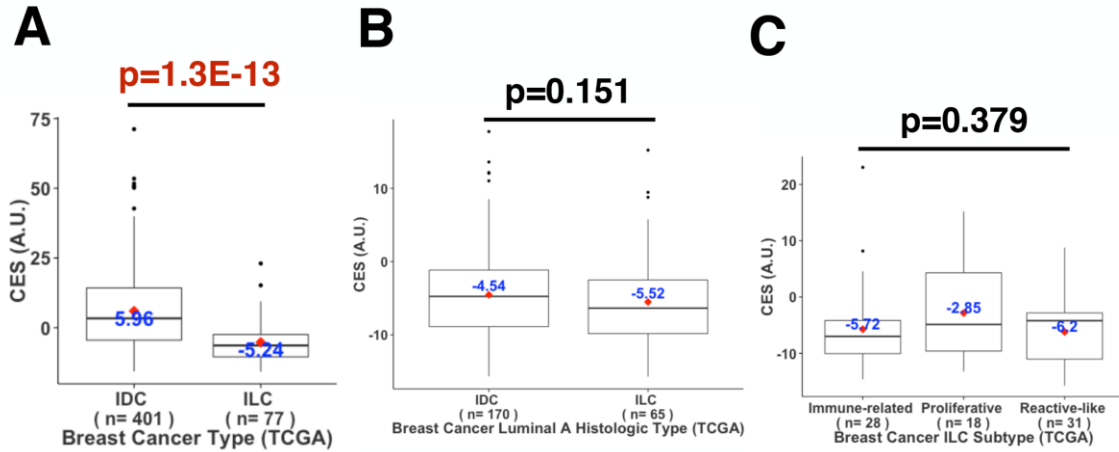 A
p=1.3E-13
CES (A.U.)
75
50
25
0
5.96
-5.24
IDC
ILC
( n= 401)
( n= 77 )
Breast Cancer Type (TCGA)
B
p=0.151
CES (A.U.)
10
0
-10
-4.54
-5.52
IDC
ILC
( n= 170 )
( n= 65 )
Breast Cancer Luminal A Histologic Type (TCGA)
C
p=0.379
CES (A.U.)
20
10
0
-10
-5.72
-2.85
-6.2
Immune-related
Proliferative
Reactive-like
( n= 28 )
( n= 18 )
( n= 31 )
Breast Cancer ILC Subtype (TCGA)